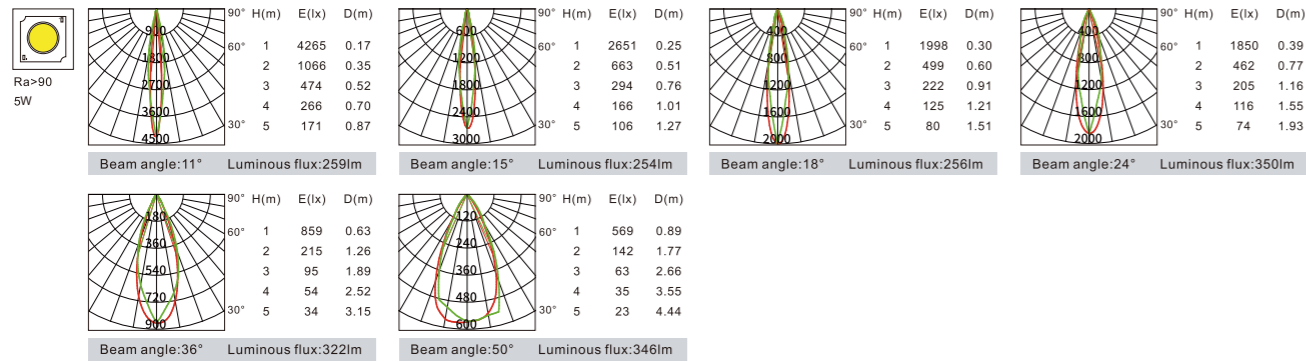 Ra>90
5W
90° H(m) E(lx) D(m)
900
60° 1 4265 0.17
1800
2 1066 0.35
2700
3 474 0.52
3600
4 266 0.70
30° 5 171 0.87
4500
Beam angle:11° Luminous flux:259lm
90° H(m) E(lx) D(m)
600
60° 1 2651 0.25
1200
2 663 0.51
1800
3 294 0.76
2400
4 166 1.01
30° 5 106 1.27
3000
Beam angle:15° Luminous flux:254lm
90° H(m) E(lx) D(m)
400
60° 1 1998 0.30
800
2 499 0.60
1200
3 222 0.91
1600
4 125 1.21
30° 5 80 1.51
2000
Beam angle:18° Luminous flux:256lm
90° H(m) E(lx) D(m)
400
60° 1 1850 0.39
800
2 462 0.77
1200
3 205 1.16
1600
4 116 1.55
30° 5 74 1.93
2000
Beam angle:24° Luminous flux:350lm
90° H(m) E(lx) D(m)
180
60° 1 859 0.63
360
2 215 1.26
540
3 95 1.89
720
4 54 2.52
30° 5 34 3.15
900
Beam angle:36° Luminous flux:322lm
90° H(m) E(lx) D(m)
120
60° 1 569 0.89
240
2 142 1.77
360
3 63 2.66
480
4 35 3.55
30° 5 23 4.44
600
Beam angle:50° Luminous flux:346lm